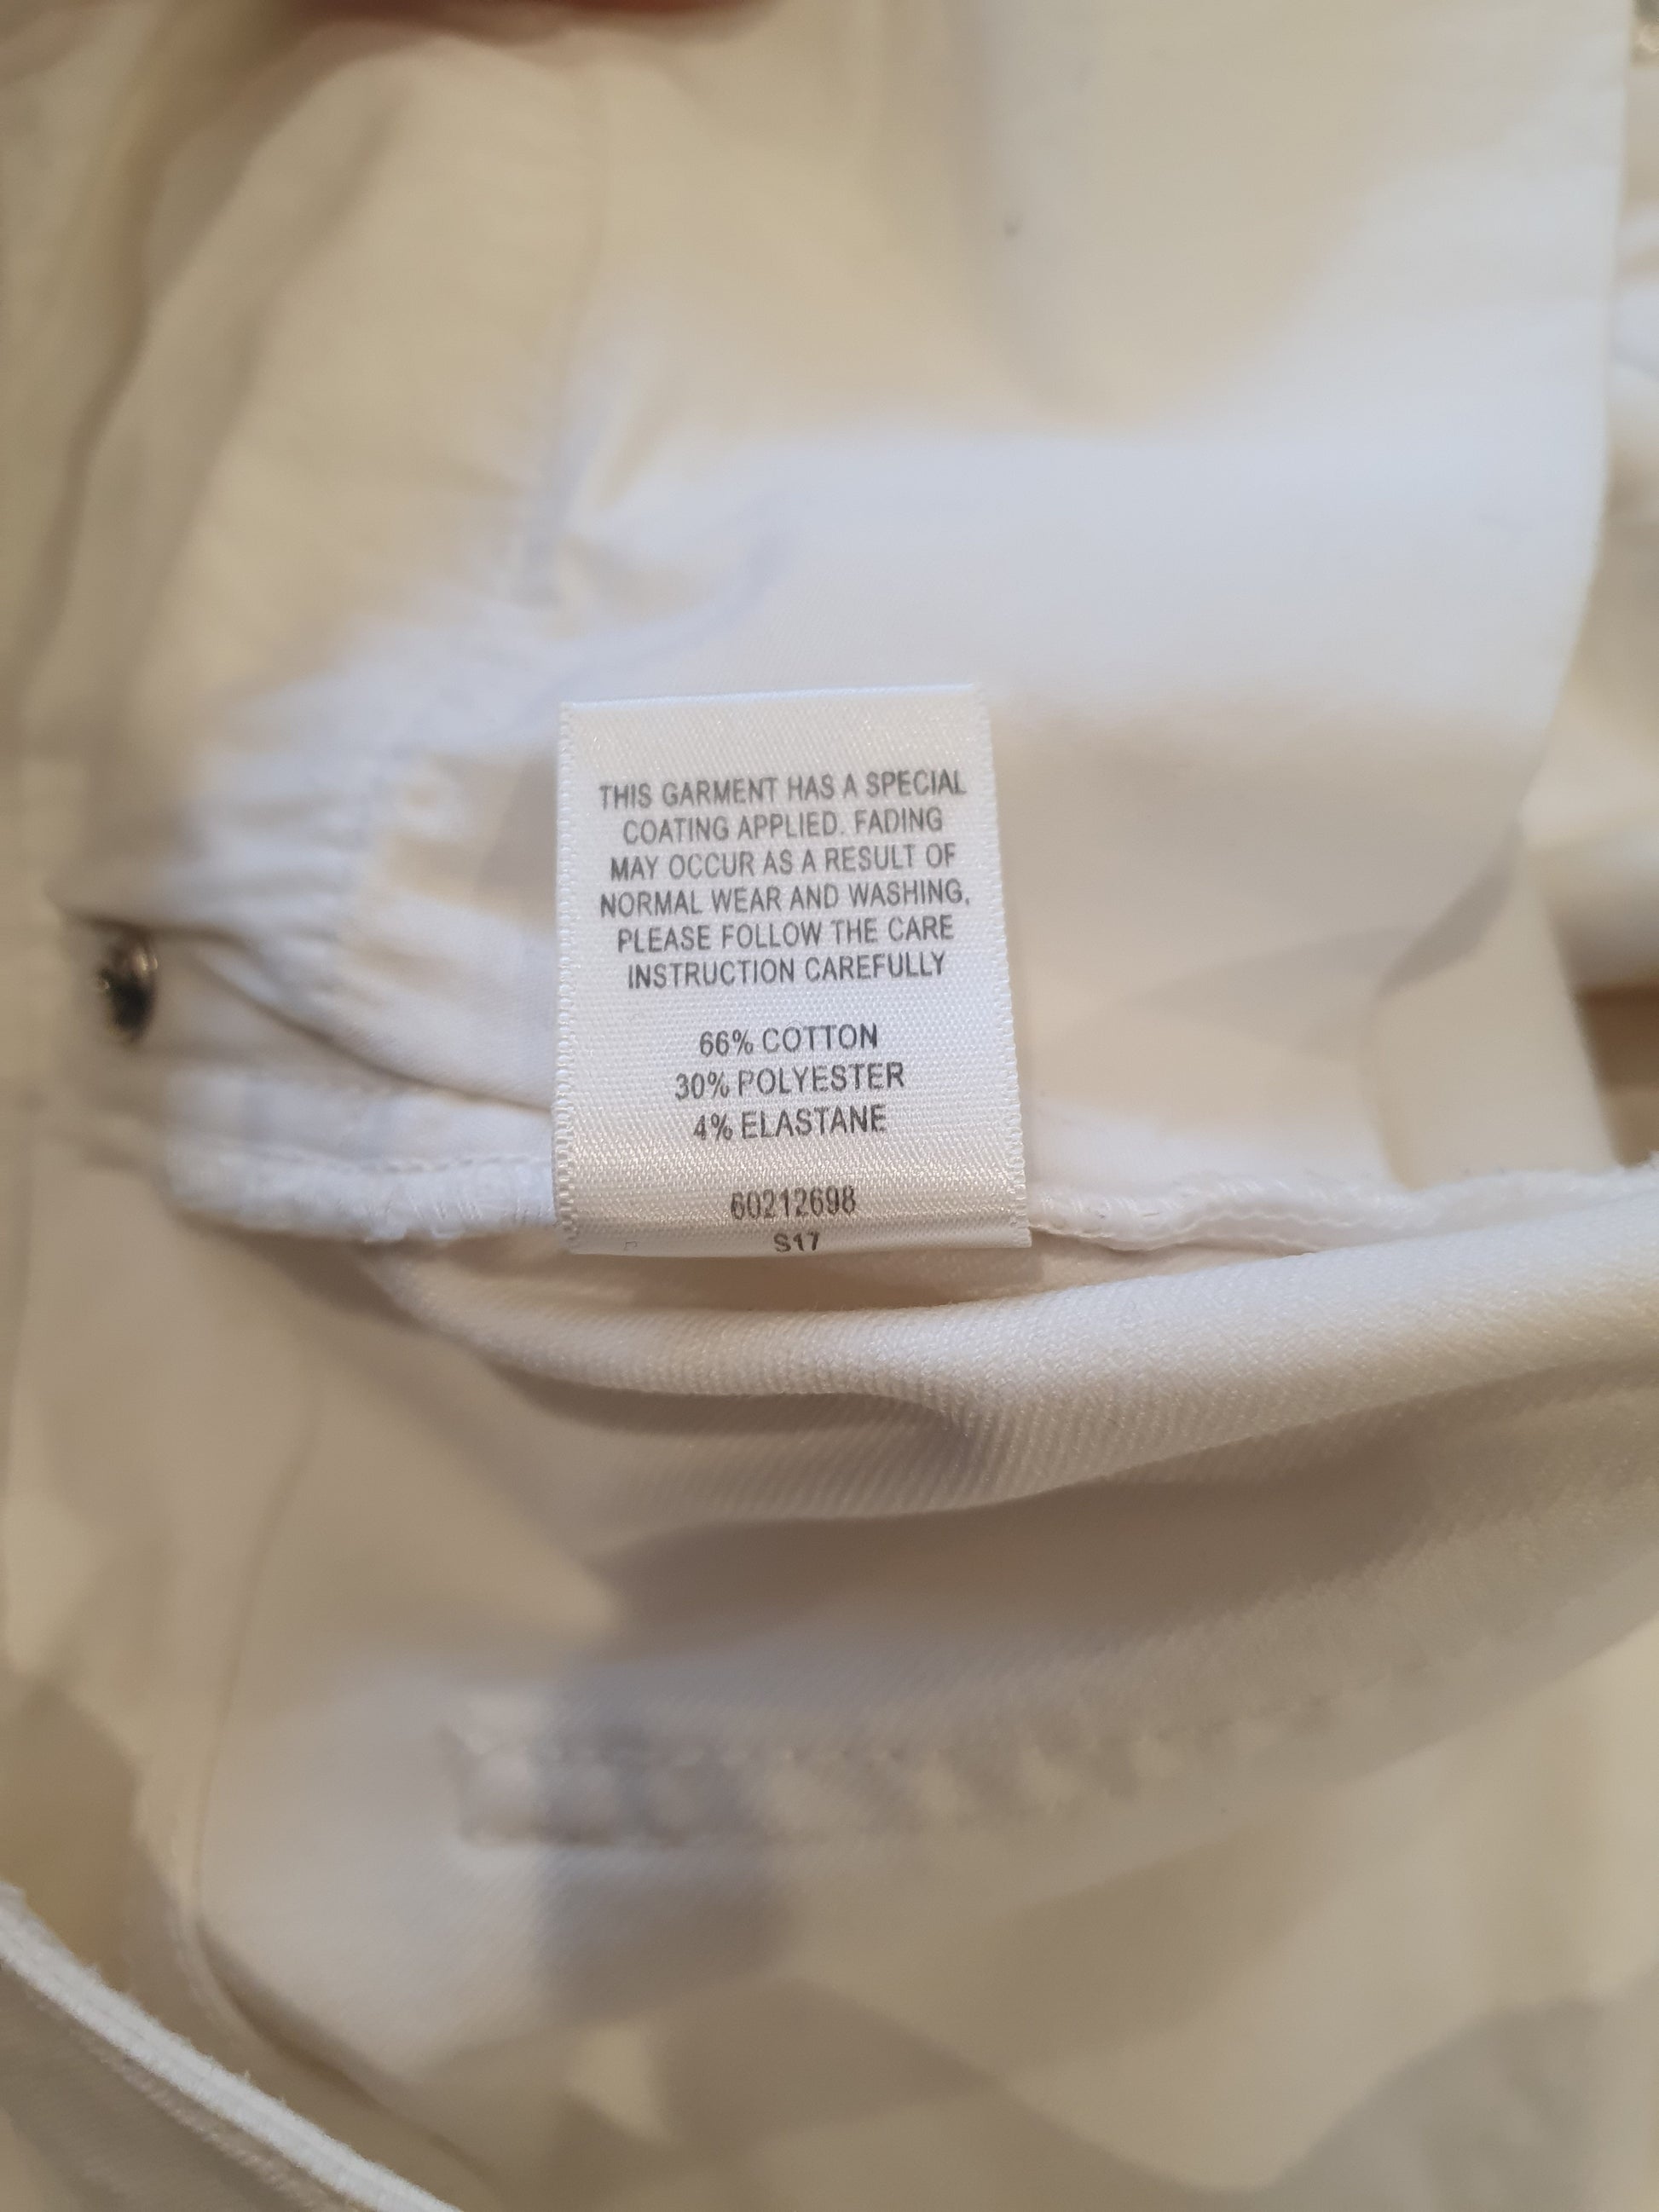 THIS GARMENT HAS A SPECIAL
COATING APPLIED. FADING
MAY OCCUR AS A RESULT OF
NORMAL WEAR AND WASHING,
PLEASE FOLLOW THE CARE
INSTRUCTION CAREFULLY
66% COTTON
30% POLYESTER
4% ELASTANE
60212698
S17